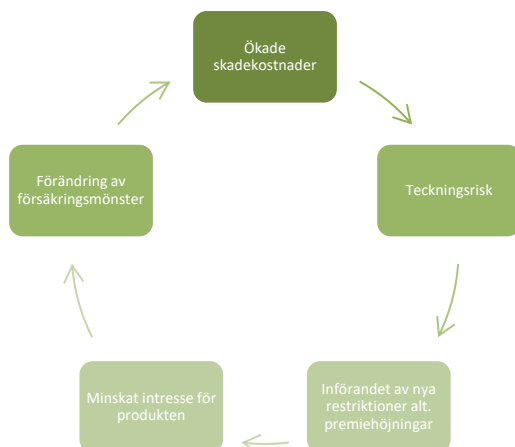 Ökade
skadekostnader
Teckningsrisk
Införandet av nya
restriktioner alt.
premiehöjningar
Minskat intresse för
produkten
Förändring av
försäkringsmönster